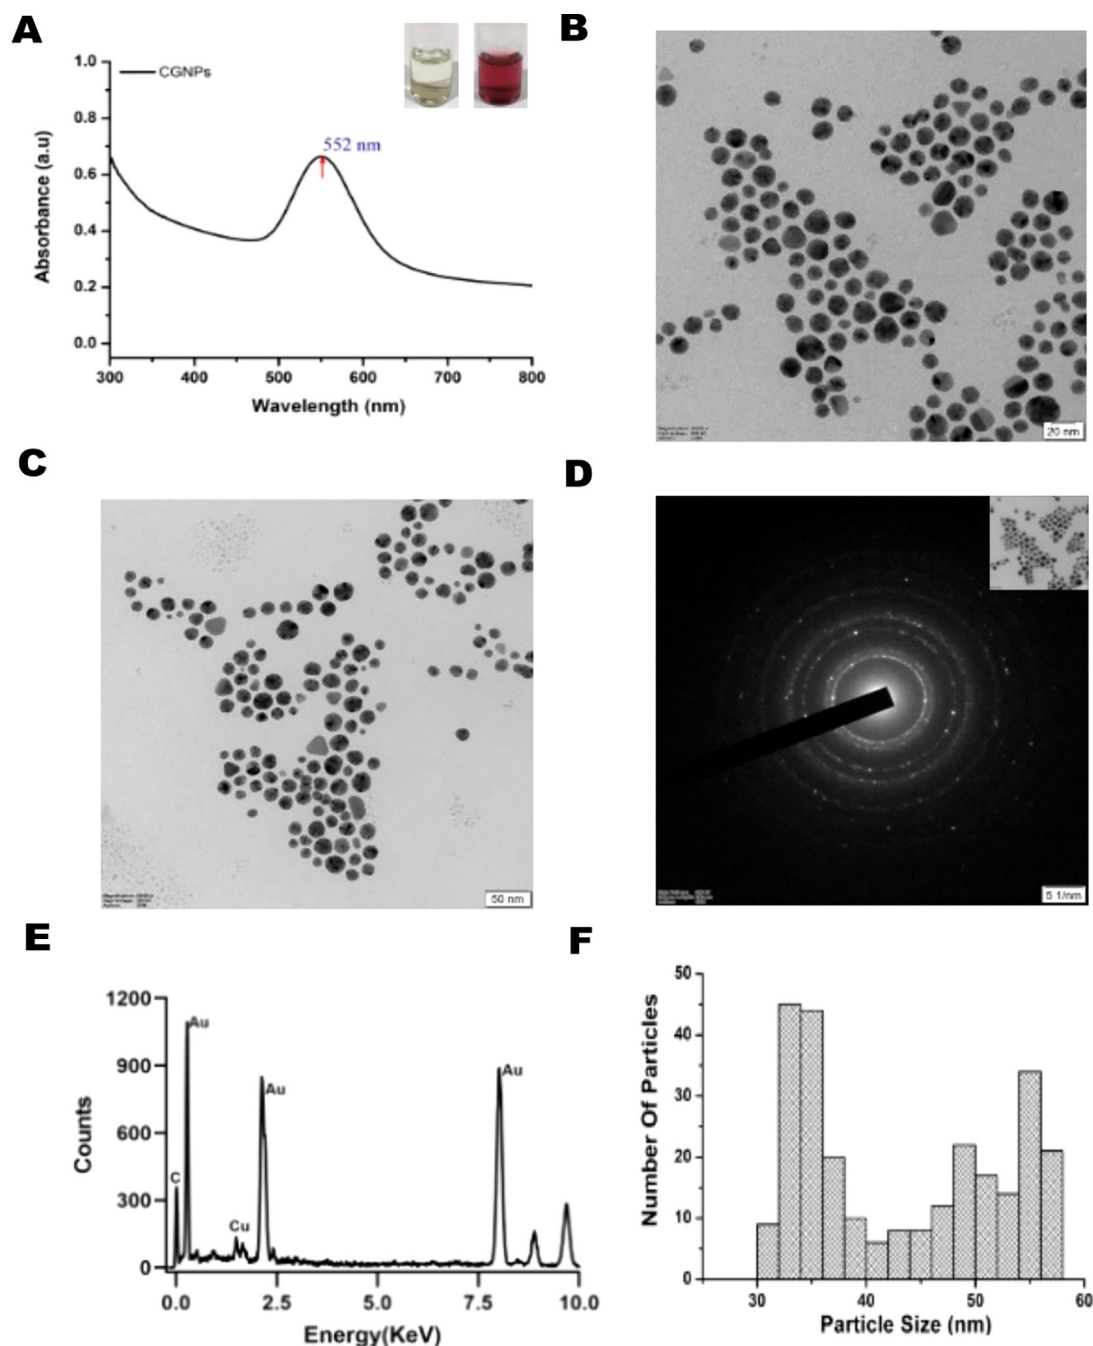 A
1.0
0.8
0.6
0.4
0.2
0.0
Absorbance (a.u)
CGNPs
552 nm
300 400 500 600 700 800
Wavelength (nm)
B
20 nm
C
50 nm
D
5 1/nm
E
1200
900
600
300
0
Counts
C
Au
Cu
Au
Au
0.0 2.5 5.0 7.5 10.0
Energy(KeV)
F
50
40
30
20
10
0
Number Of Particles
30 40 50 60
Particle Size (nm)